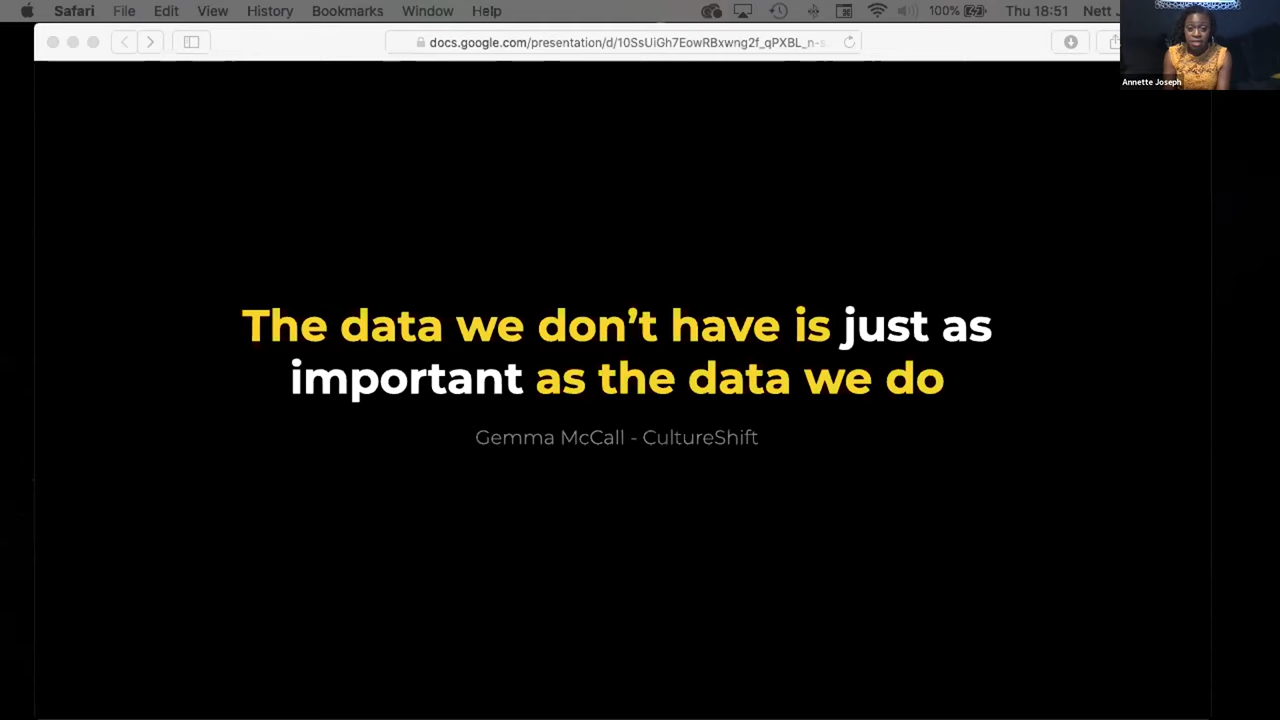 Safari File Edit View History Bookmarks Window Help 100% Thu 18:51 Nett J
docs.google.com/presentation/d/10SsUiGh7EowRBxwng2f_qPXBL_n-s
Annette Joseph
The data we don’t have is just as
important as the data we do
Gemma McCall - CultureShift